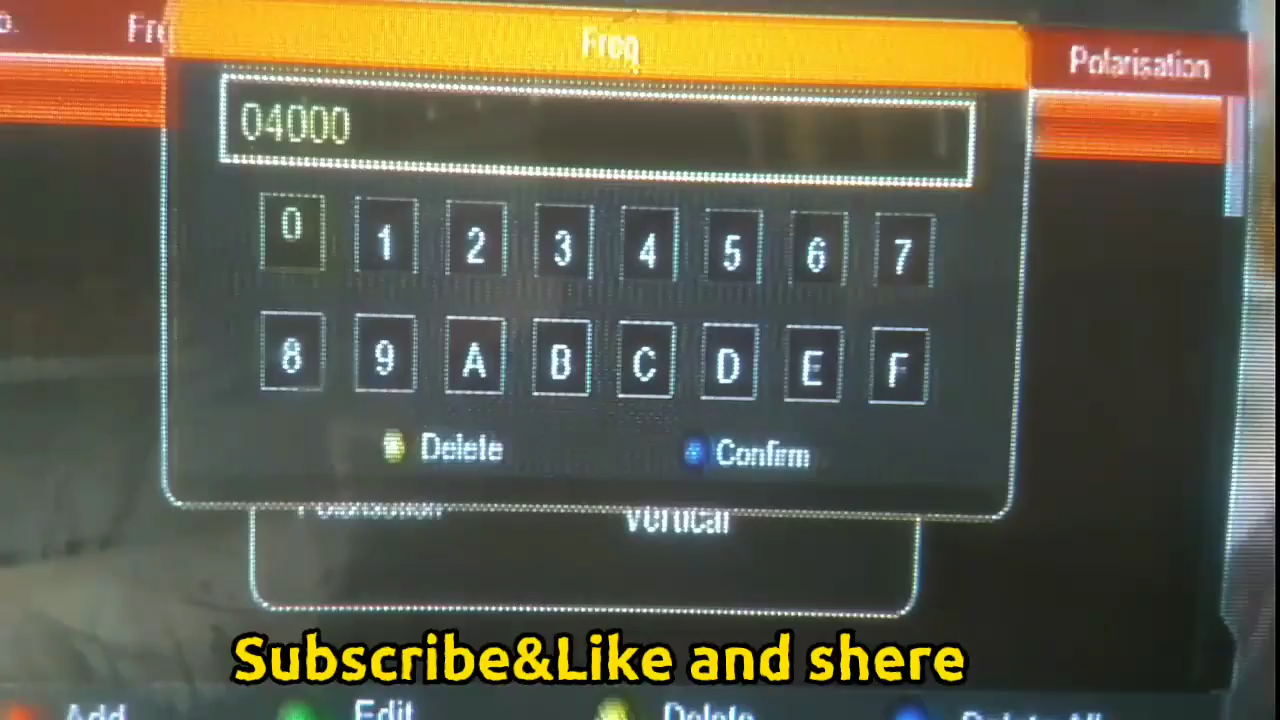 Freq
Polarisation
04000
0 1 2 3 4 5 6 7
8 9 A B C D E F
Delete Confirm
Polarisation Vertical
Subscribe&Like and shere
Add Edit Delete